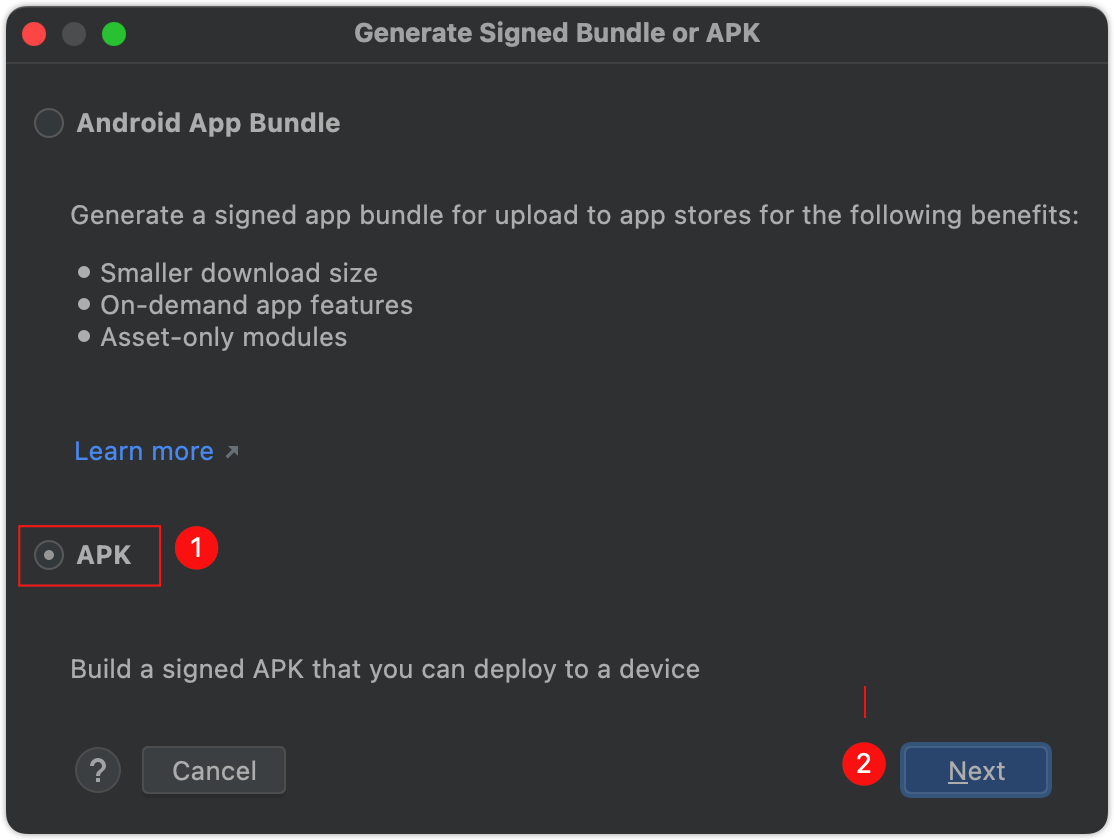 Generate Signed Bundle or APK
Android App Bundle
Generate a signed app bundle for upload to app stores for the following benefits:
• Smaller download size
• On-demand app features
• Asset-only modules
Learn more ↗
APK
1
Build a signed APK that you can deploy to a device
? Cancel
2
Next